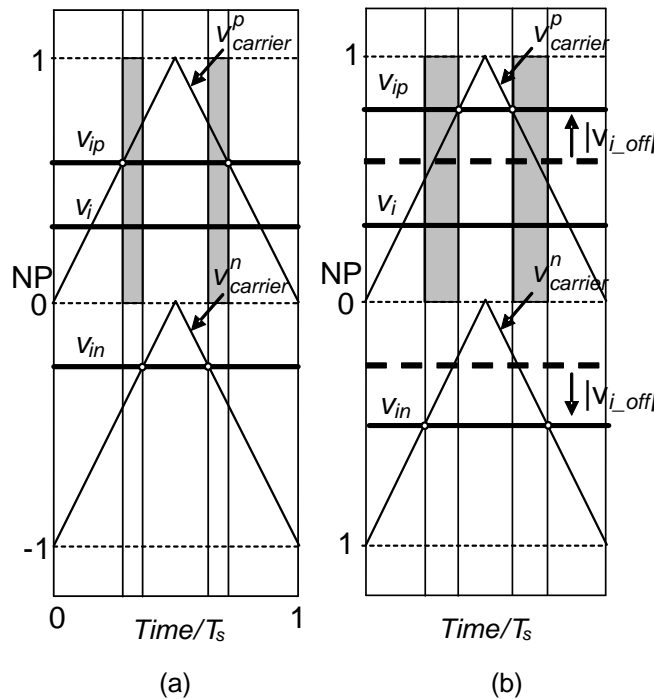 v^p_carrier
1
v_ip
v_i
NP
0
v^n_carrier
v_in
-1
0
1
Time/T_s
(a)
v^p_carrier
1
v_ip
|v_i_off|
v_i
NP
0
v^n_carrier
|v_i_off|
v_in
1
Time/T_s
(b)